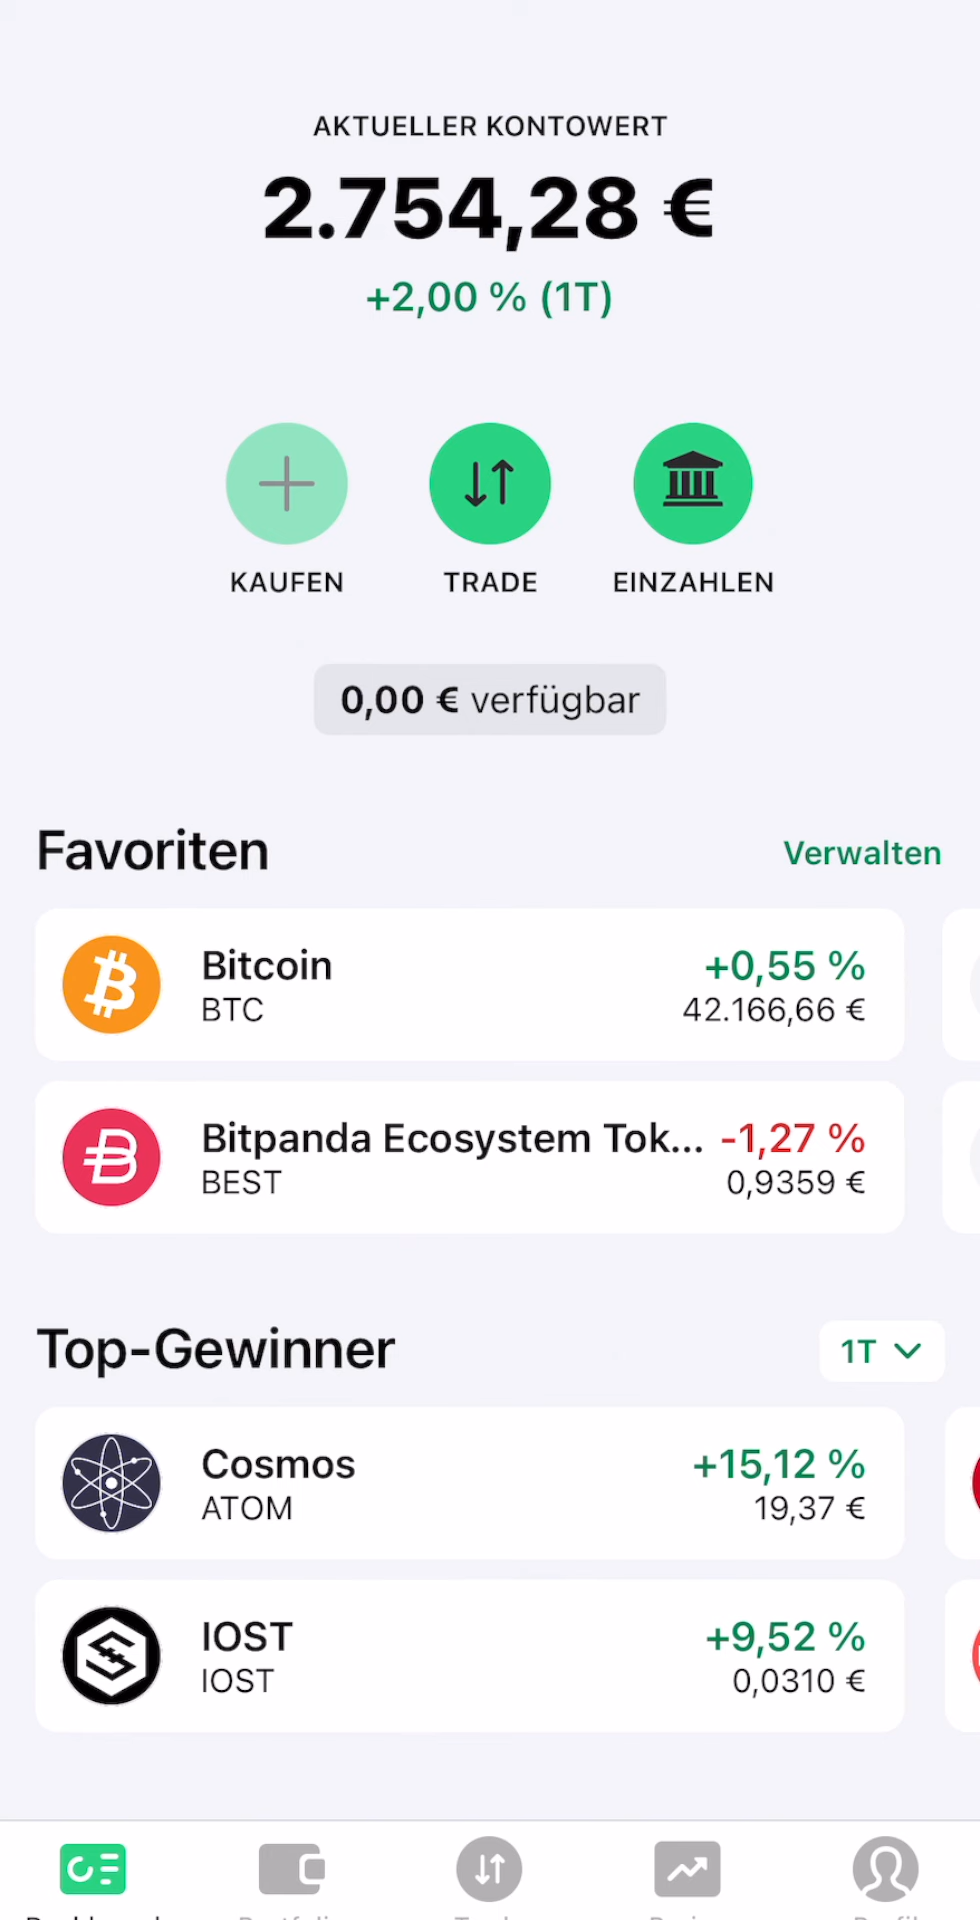 AKTUELLER KONTOWERT
2.754,28 €
+2,00 % (1T)
KAUFEN TRADE EINZAHLEN
0,00 € verfügbar
Favoriten Verwalten
Bitcoin +0,55 %
BTC 42.166,66 €
Bitpanda Ecosystem Tok... -1,27 %
BEST 0,9359 €
Top-Gewinner 1T
Cosmos +15,12 %
ATOM 19,37 €
IOST +9,52 %
IOST 0,0310 €